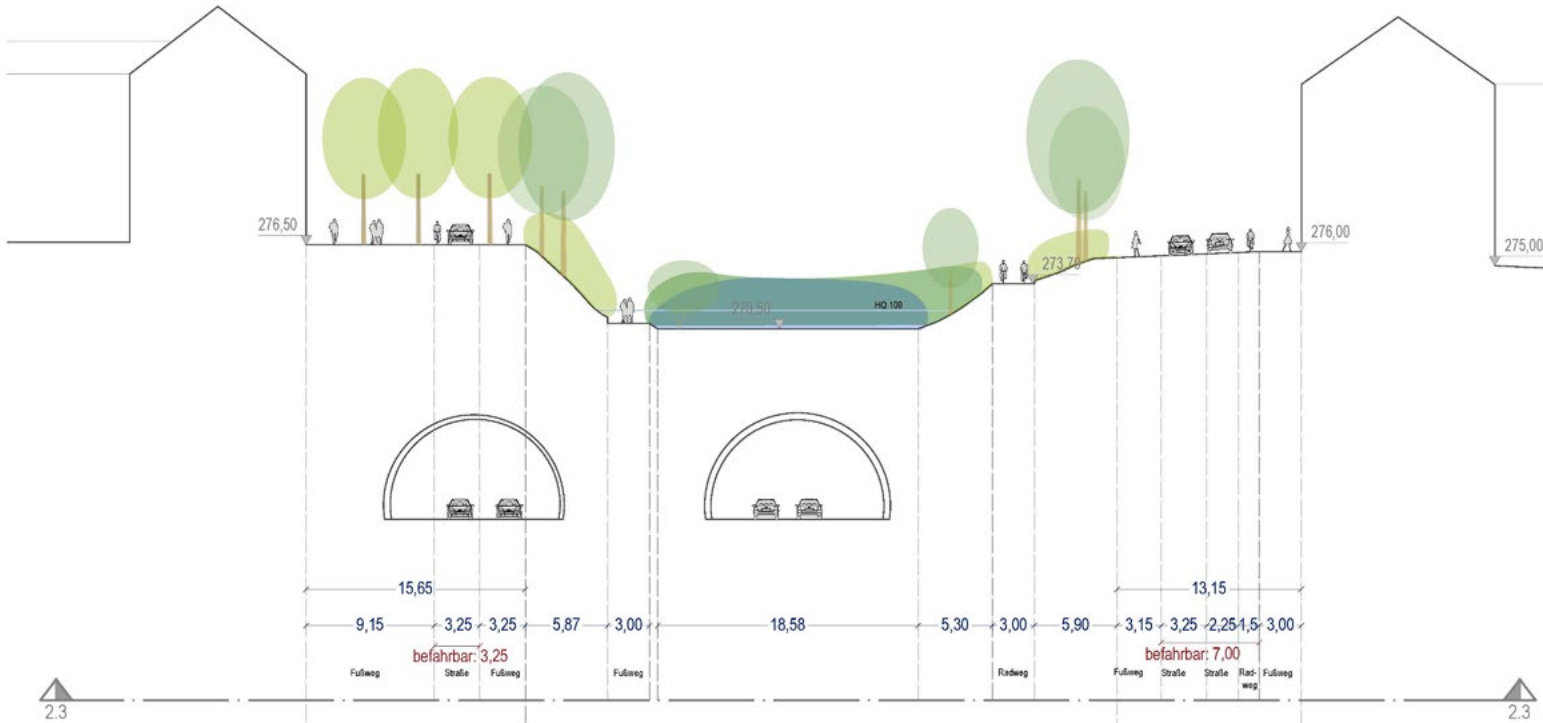 276,50
276,00
275,00
273,70
HQ 100
270,50
15,65
13,15
9,15 3,25 3,25 5,87 3,00 18,58 5,30 3,00 5,90 3,15 3,25 2,25 1,5 3,00
befahrbar: 3,25
befahrbar: 7,00
Fußweg Straße Fußweg Fußweg Radweg Fußweg Straße Straße Rad- Fußweg
weg
2.3
2.3